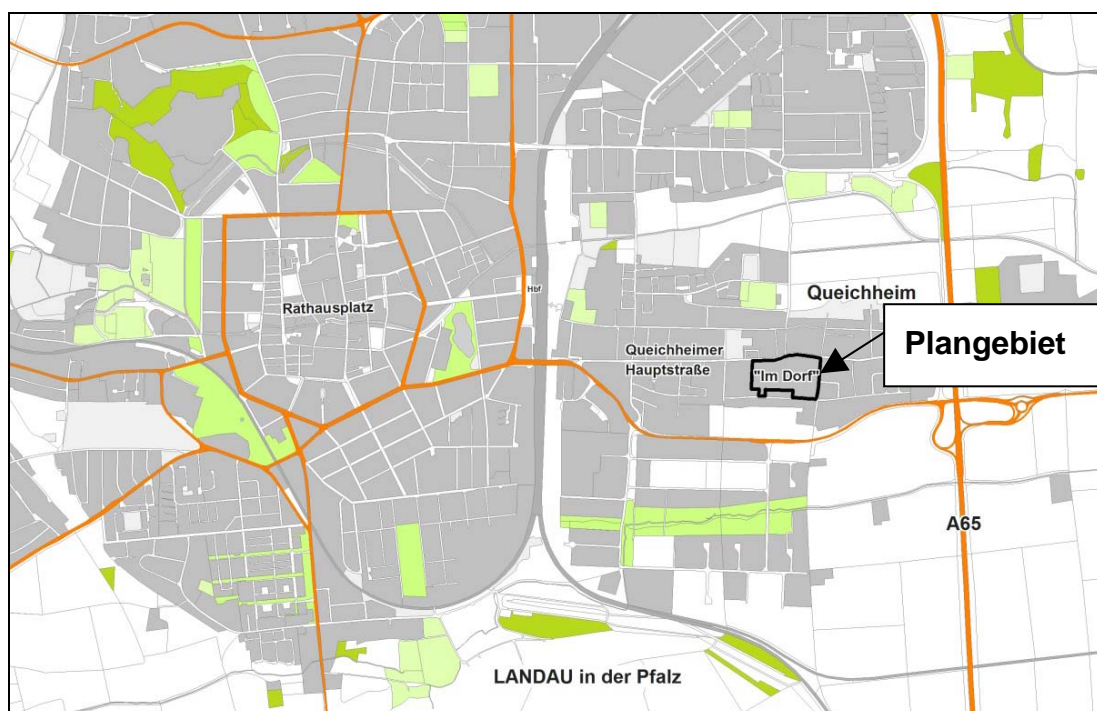 Hbf
Rathausplatz
Queichheim
Queichheimer
Hauptstraße
"Im Dorf"
Plangebiet
A65
LANDAU in der Pfalz